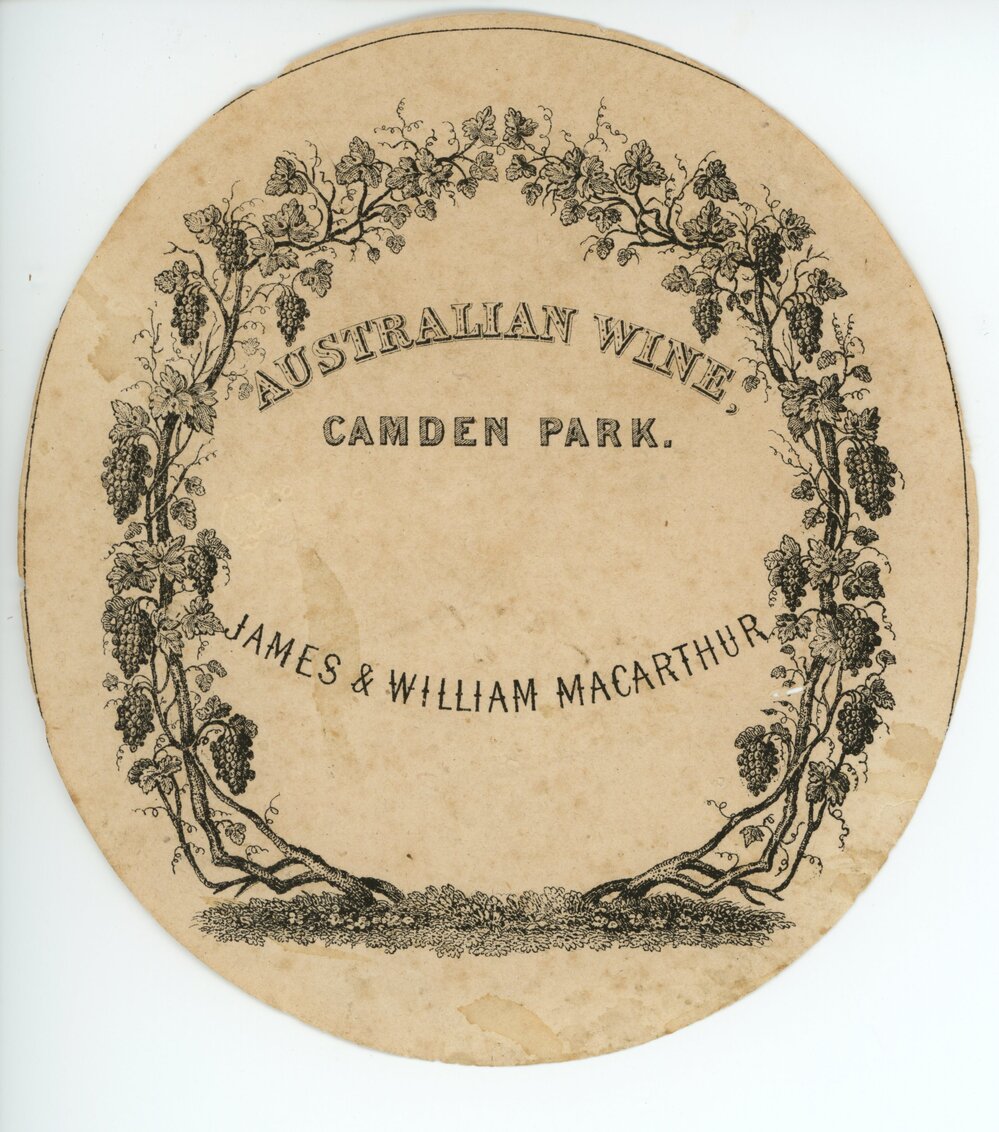 AUSTRALIAN WINE,
CAMDEN PARK.
JAMES & WILLIAM MACARTHUR